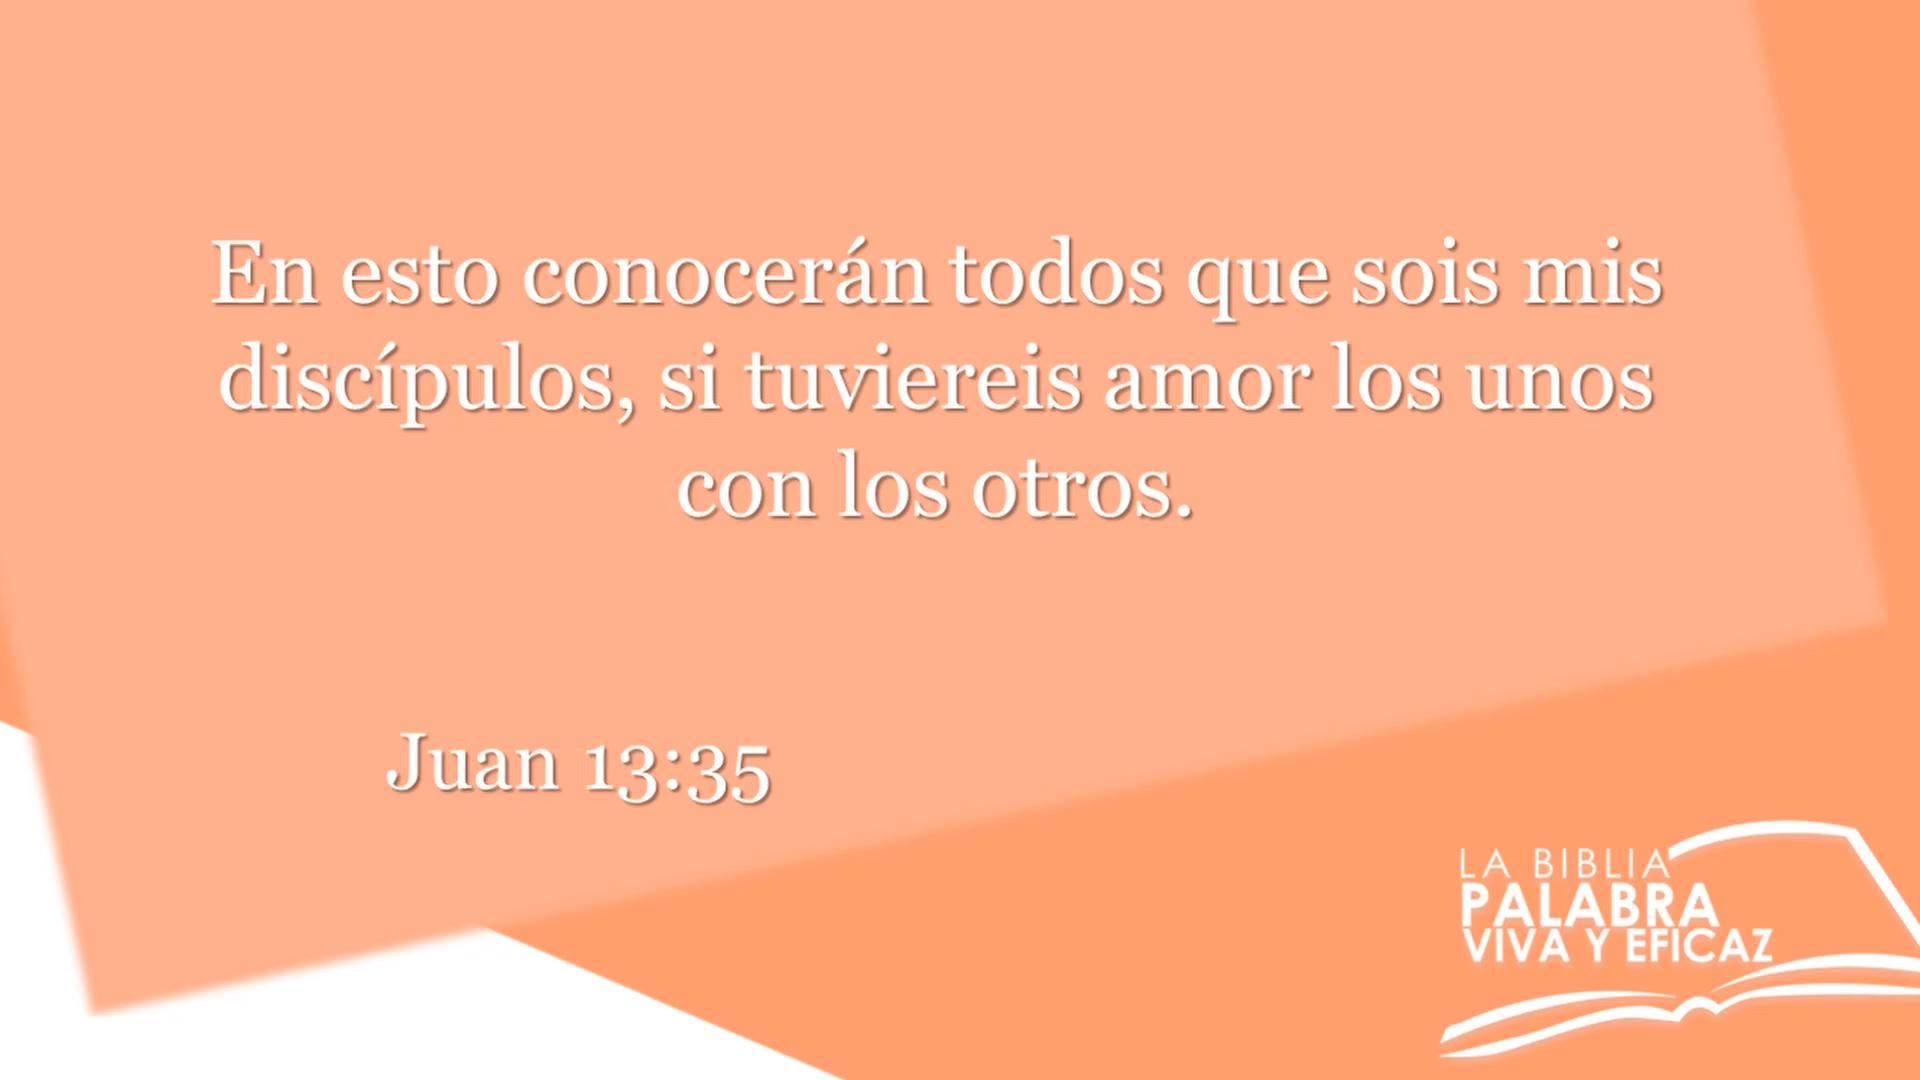 En esto conocerán todos que sois mis
discípulos, si tuviereis amor los unos
con los otros.
Juan 13:35
LA BIBLIA
PALABRA
VIVA Y EFICAZ